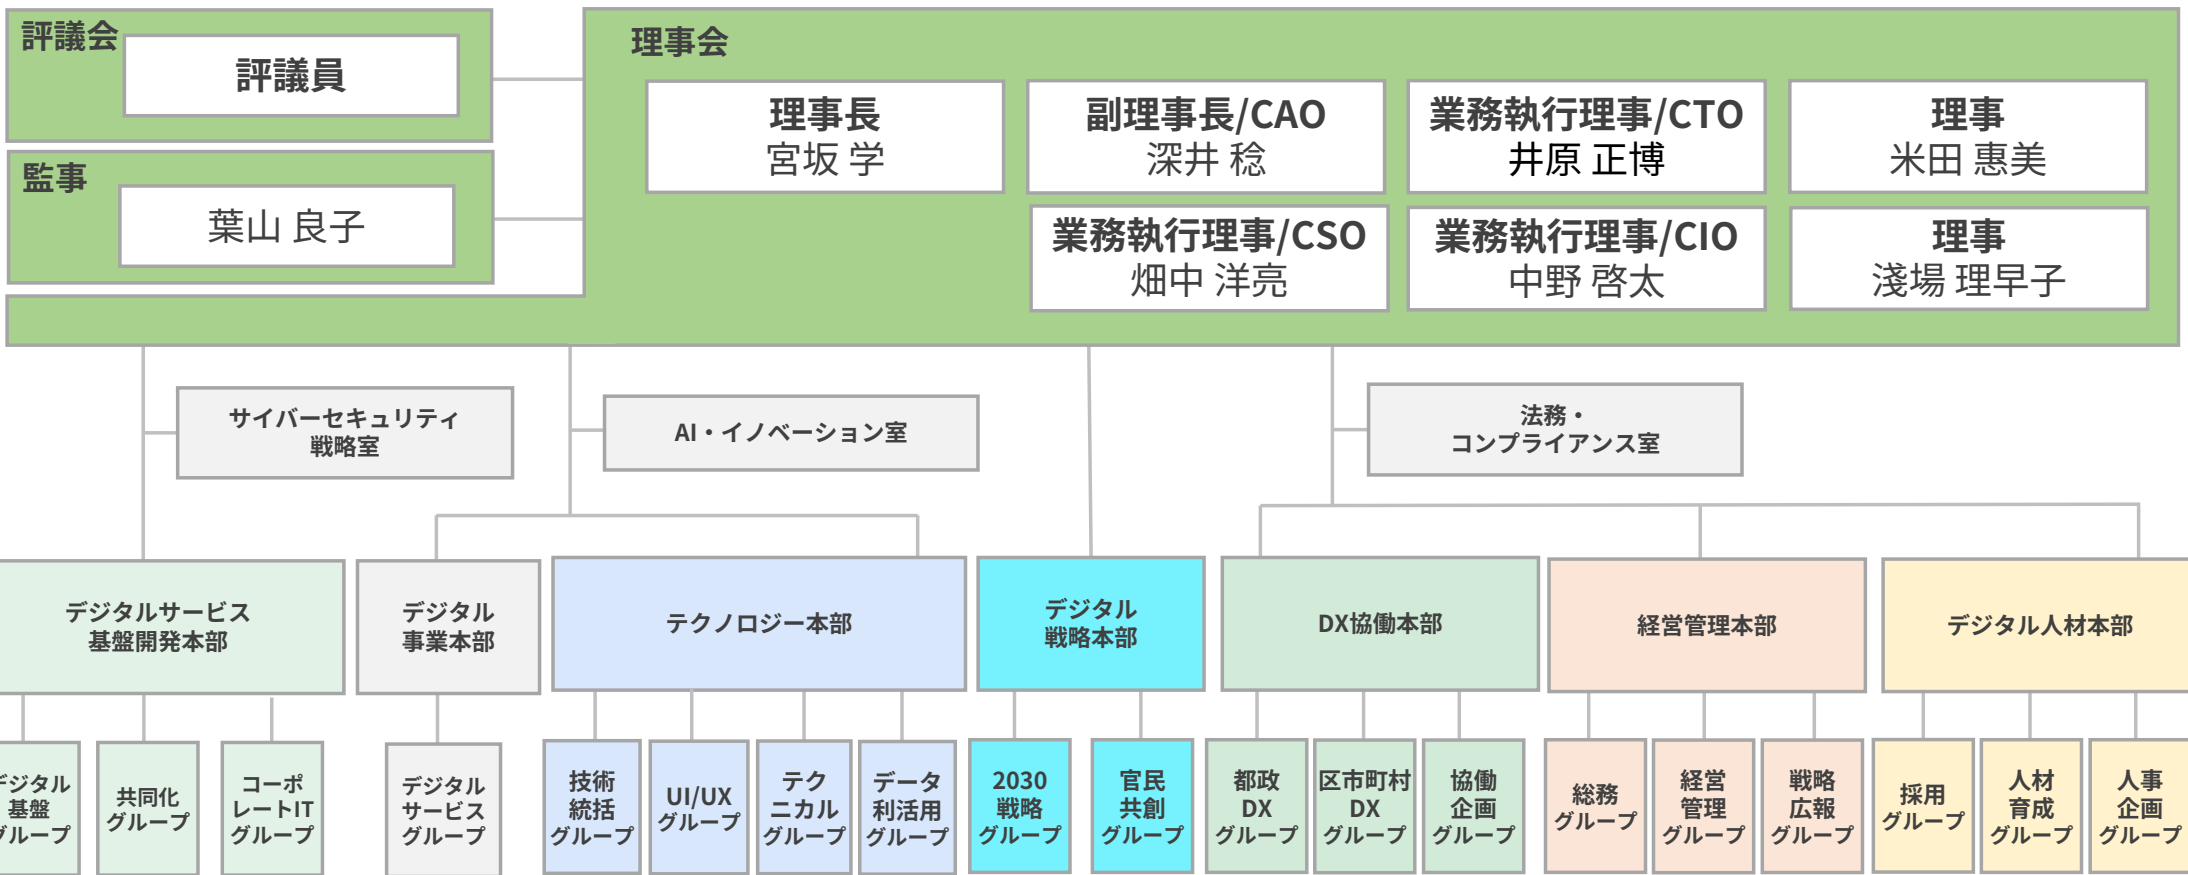 評議会
評議員
監事
葉山 良子
理事会
理事長
宮坂 学
副理事長/CAO
深井 稔
業務執行理事/CTO
井原 正博
理事
米田 惠美
業務執行理事/CSO
畑中 洋亮
業務執行理事/CIO
中野 啓太
理事
淺場 理早子
サイバーセキュリティ
戦略室
AI・イノベーション室
法務・
コンプライアンス室
デジタルサービス
基盤開発本部
デジタル
事業本部
テクノロジー本部
デジタル
戦略本部
DX協働本部
経営管理本部
デジタル人材本部
デジタル
基盤
グループ
共同化
グループ
コーポ
レートIT
グループ
デジタル
サービス
グループ
技術
統括
グループ
UI/UX
グループ
テク
ニカル
グループ
データ
利活用
グループ
2030
戦略
グループ
官民
共創
グループ
都政
DX
グループ
区市町村
DX
グループ
協働
企画
グループ
総務
グループ
経営
管理
グループ
戦略
広報
グループ
採用
グループ
人材
育成
グループ
人事
企画
グループ